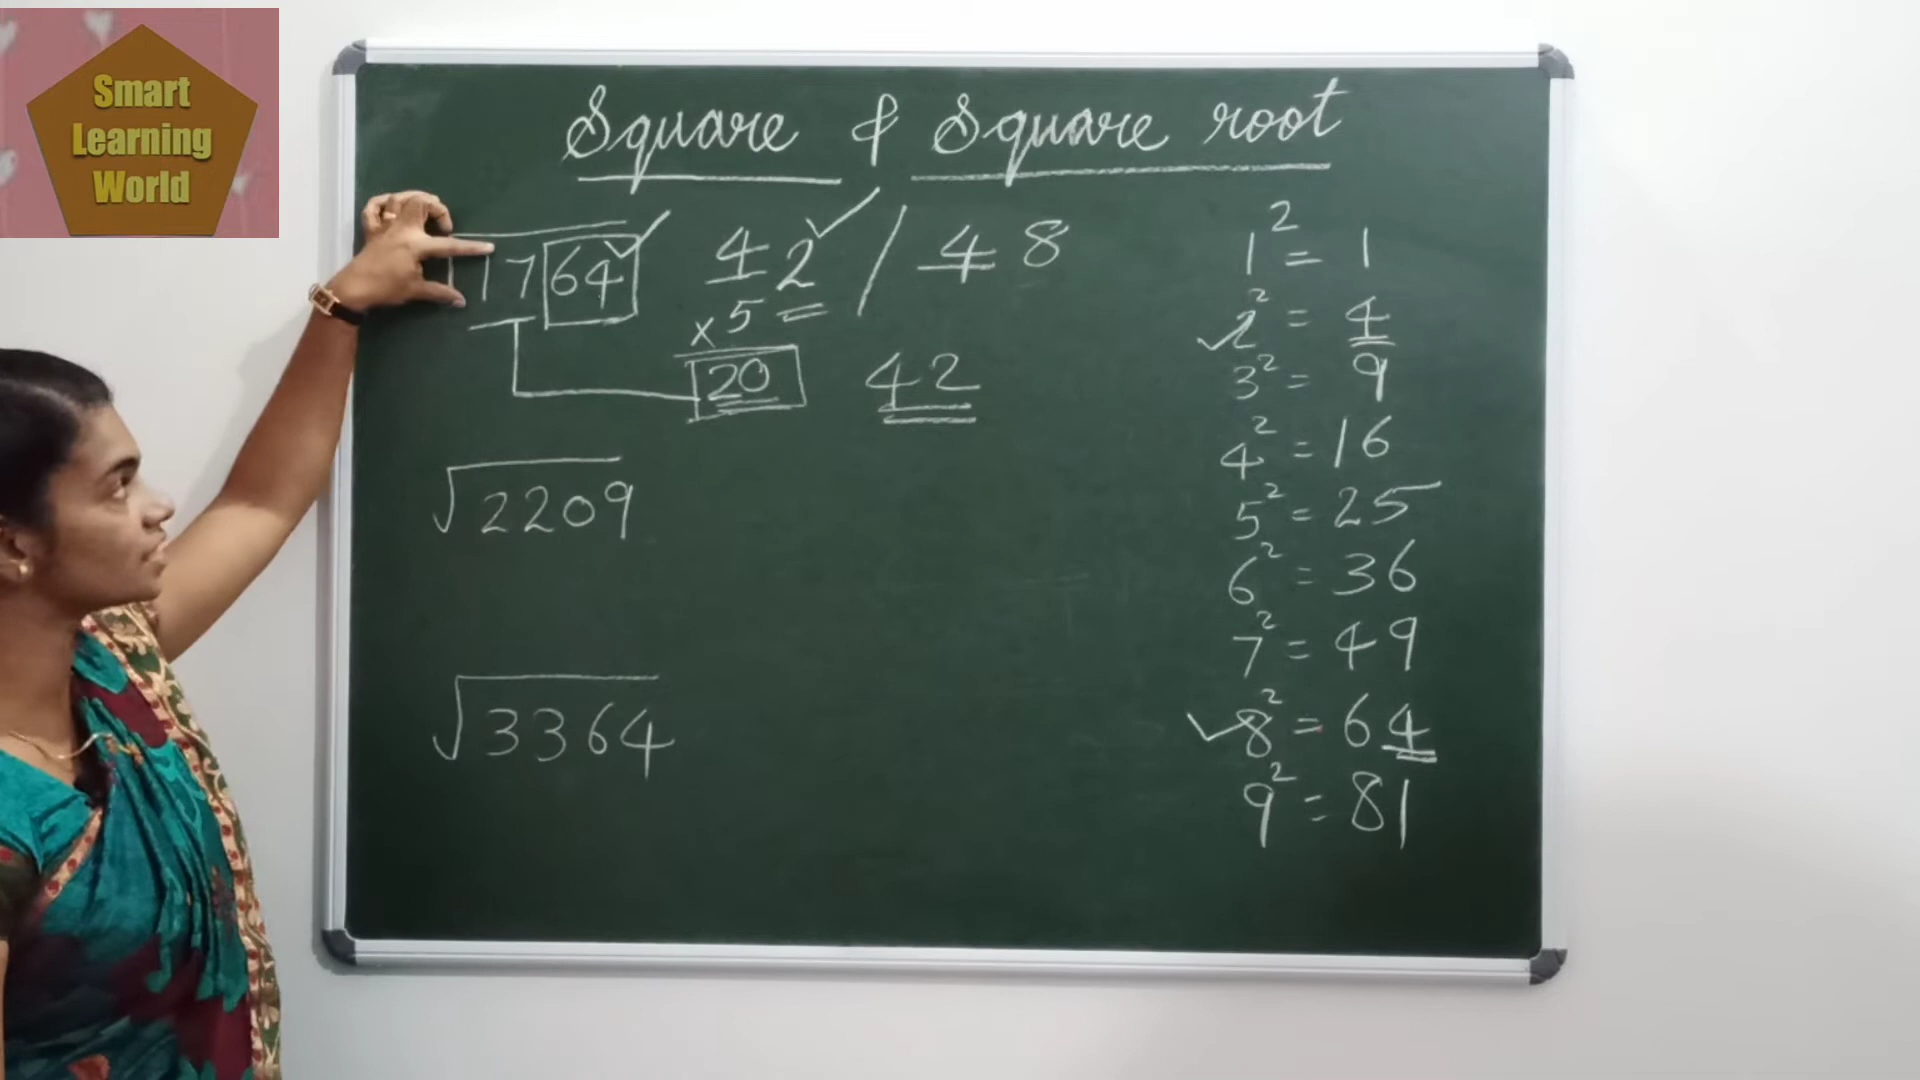 Smart
Learning
World
Square & Square root
1764 42 / 48
×5
20 42
√2209
√3364
1² = 1
2² = 4
3² = 9
4² = 16
5² = 25
6² = 36
7² = 49
8² = 64
9² = 81